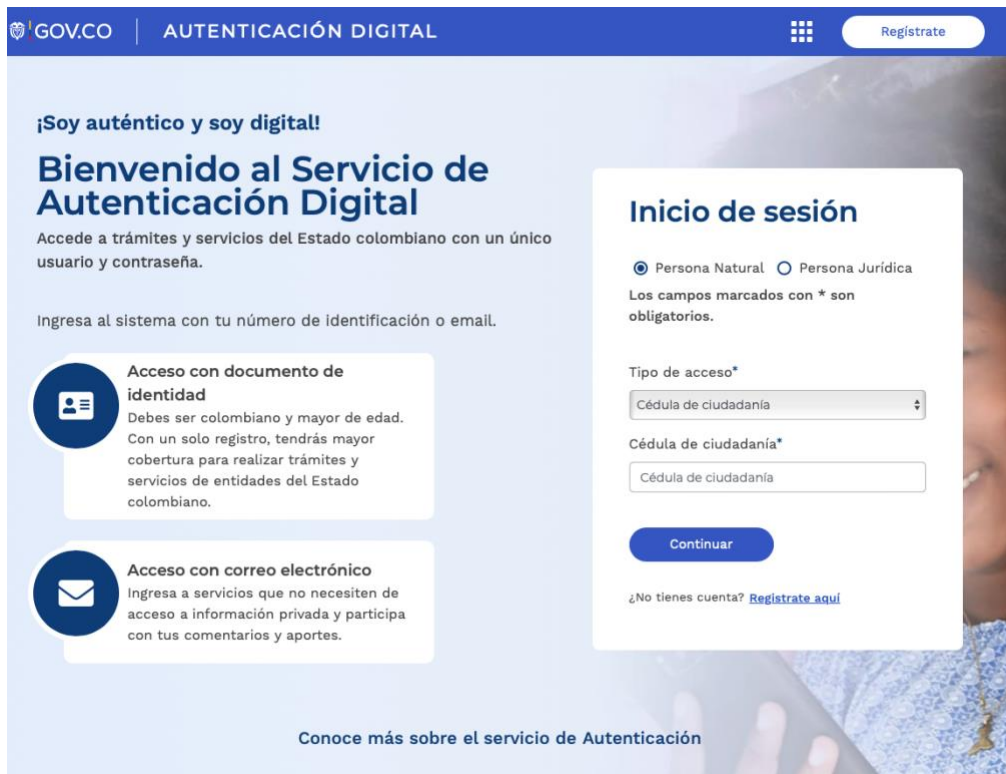 GOV.CO
AUTENTICACIÓN DIGITAL
Regístrate
¡Soy auténtico y soy digital!
Bienvenido al Servicio de
Autenticación Digital
Accede a trámites y servicios del Estado colombiano con un único
usuario y contraseña.
Ingresa al sistema con tu número de identificación o email.
Acceso con documento de
identidad
Debes ser colombiano y mayor de edad.
Con un solo registro, tendrás mayor
cobertura para realizar trámites y
servicios de entidades del Estado
colombiano.
Acceso con correo electrónico
Ingresa a servicios que no necesiten de
acceso a información privada y participa
con tus comentarios y aportes.
Inicio de sesión
Persona Natural Persona Jurídica
Los campos marcados con * son
obligatorios.
Tipo de acceso*
Cédula de ciudadanía
Cédula de ciudadanía*
Cédula de ciudadanía
Continuar
¿No tienes cuenta? Registrate aquí
Conoce más sobre el servicio de Autenticación